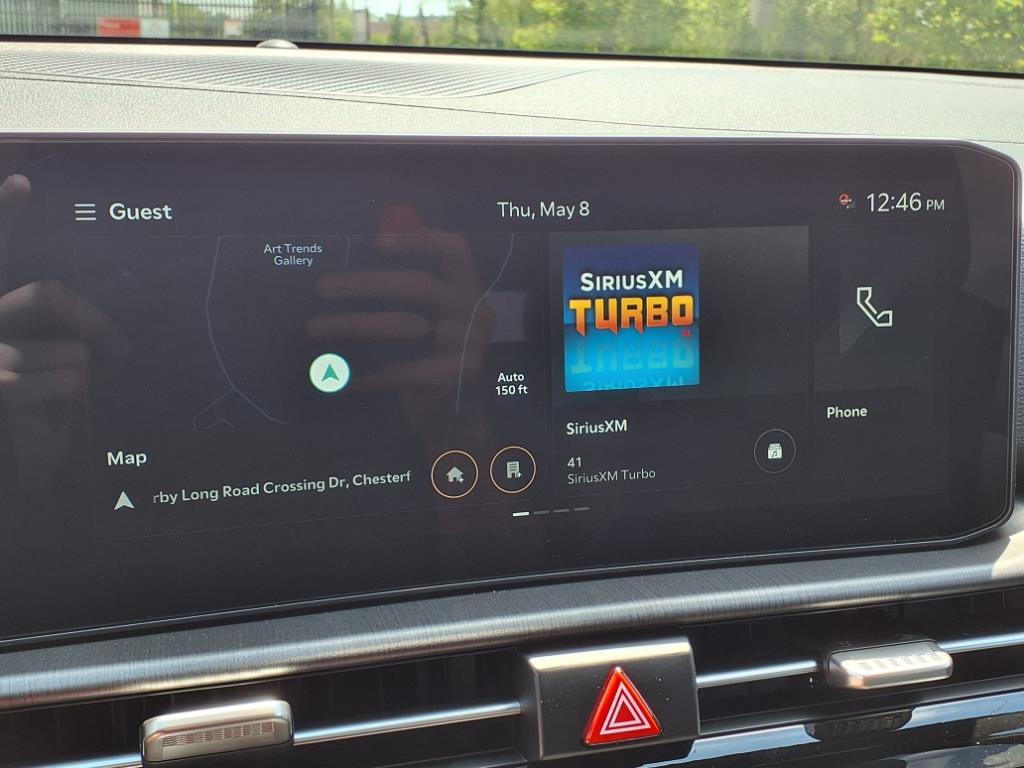 Guest
Thu, May 8
12:46 PM
Art Trends
Gallery
Auto
150 ft
SIRIUSXM
TURBO
Map
rby Long Road Crossing Dr, Chesterf
SiriusXM
41
SiriusXM Turbo
Phone